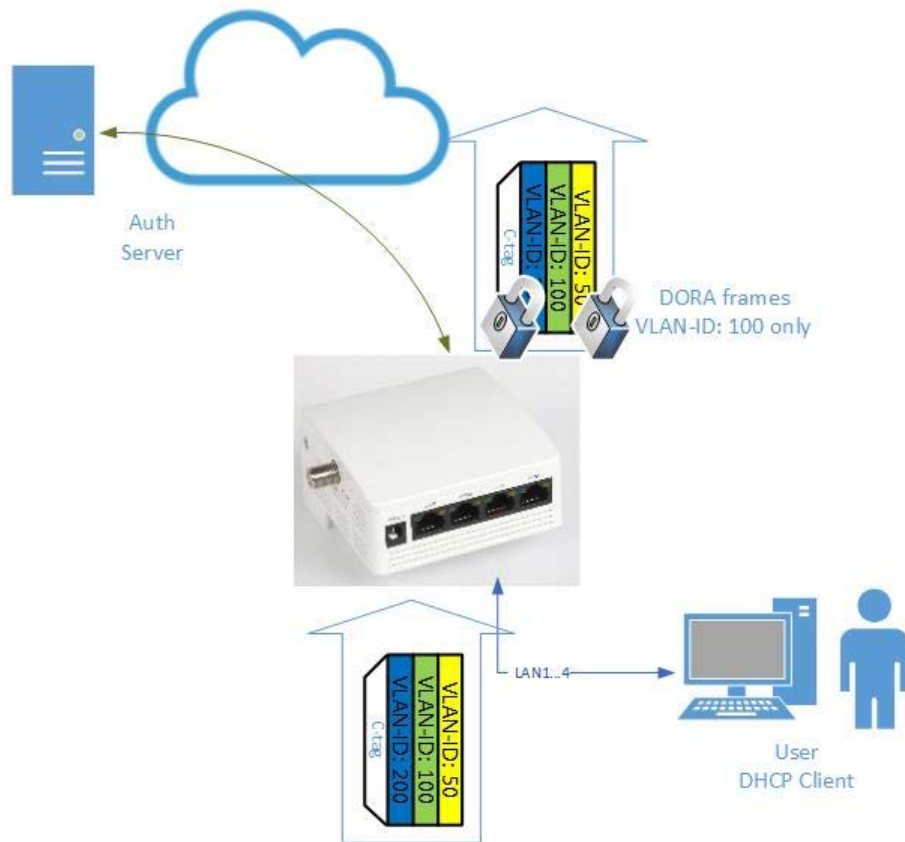 Auth
Server
C-tag
VLAN-ID:
VLAN-ID: 100
VLAN-ID: 50
DORA frames
VLAN-ID: 100 only
LAN1...4
C-tag
VLAN-ID: 200
VLAN-ID: 100
VLAN-ID: 50
User
DHCP Client